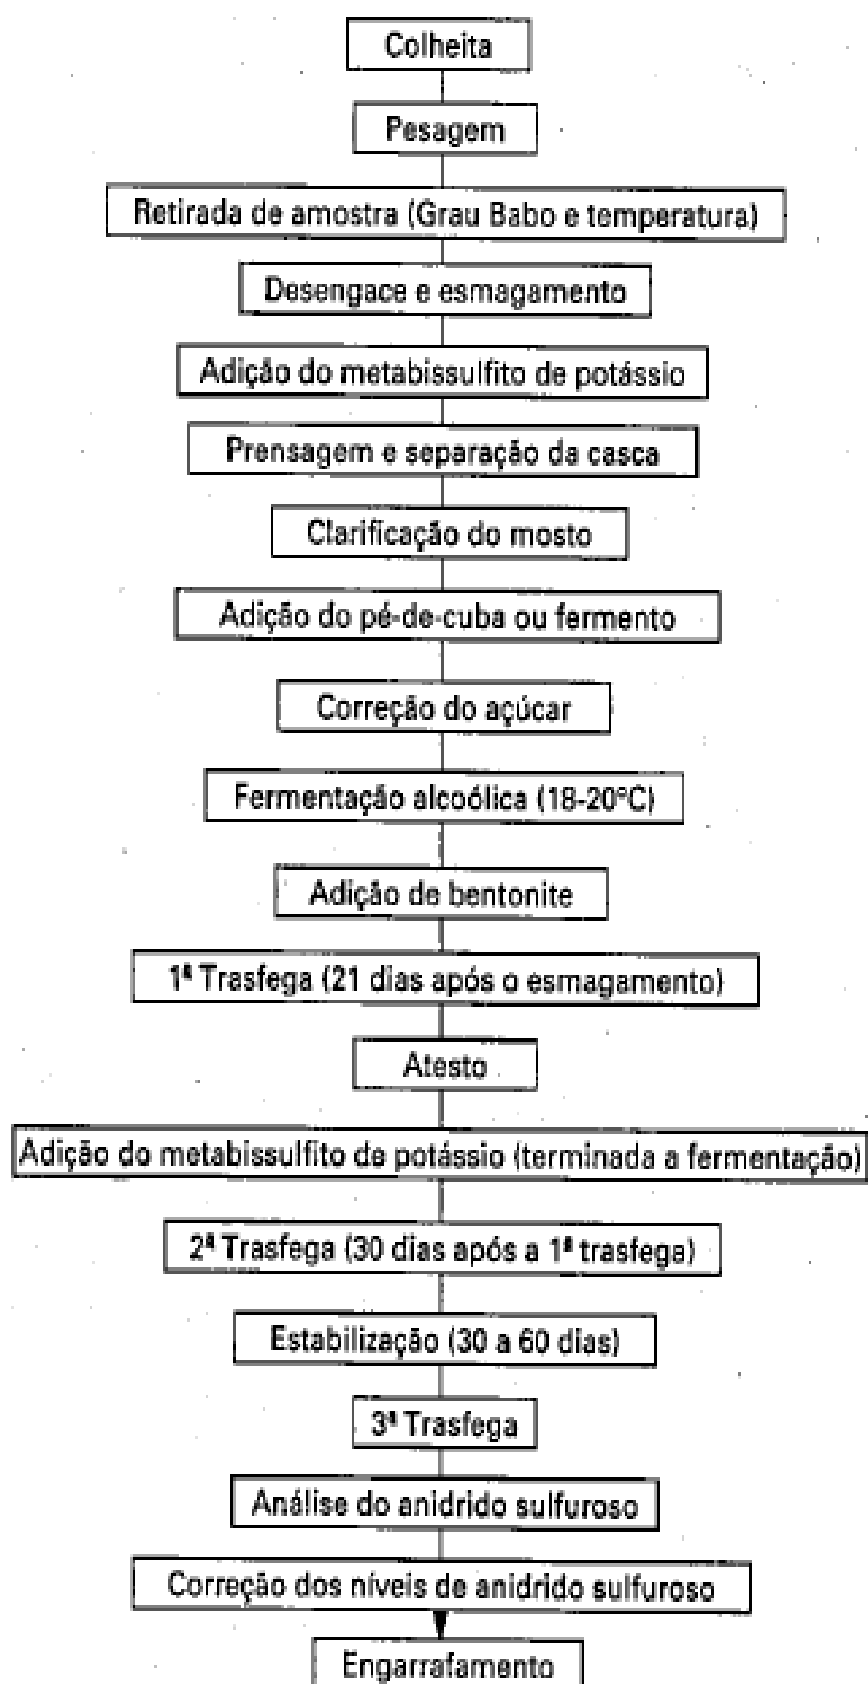 Colheita
Pesagem
Retirada de amostra (Grau Babo e temperatura)
Desengace e esmagamento
Adição do metabissulfito de potássio
Prensagem e separação da casca
Clarificação do mosto
Adição do pé-de-cuba ou fermento
Correção do açúcar
Fermentação alcoólica (18-20°C)
Adição de bentonite
1ª Trasfega (21 dias após o esmagamento)
Atesto
Adição do metabissulfito de potássio (terminada a fermentação)
2ª Trasfega (30 dias após a 1ª trasfega)
Estabilização (30 a 60 dias)
3ª Trasfega
Análise do anidrido sulfuroso
Correção dos níveis de anidrido sulfuroso
Engarrafamento